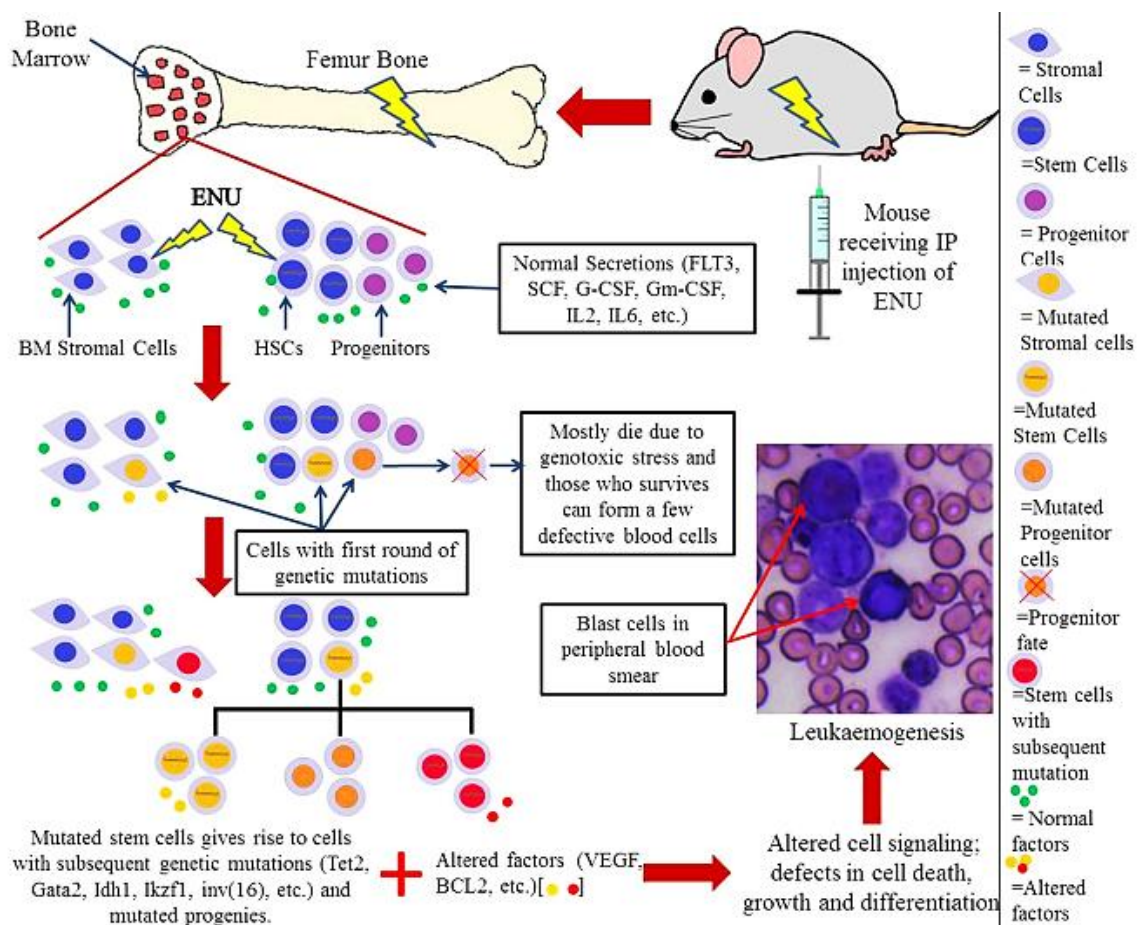 Bone
Marrow
Femur Bone
ENU
Mouse
receiving IP
injection of
ENU
Normal Secretions (FLT3,
SCF, G-CSF, Gm-CSF,
IL2, IL6, etc.)
BM Stromal Cells
HSCs
Progenitors
Mostly die due to
genotoxic stress and
those who survives
can form a few
defective blood cells
Cells with first round of
genetic mutations
Blast cells in
peripheral blood
smear
Leukaemogenesis
Mutated stem cells gives rise to cells
with subsequent genetic mutations (Tet2,
Gata2, Idh1, Ikzf1, inv(16), etc.) and
mutated progenies.
Altered factors (VEGF,
BCL2, etc.)[ ]
Altered cell signaling;
defects in cell death,
growth and differentiation
= Stromal
Cells
=Stem Cells
= Progenitor
Cells
= Mutated
Stromal cells
=Mutated
Stem Cells
=Mutated
Progenitor
cells
=Progenitor
fate
=Stem cells
with
subsequent
mutation
= Normal
factors
=Altered
factors